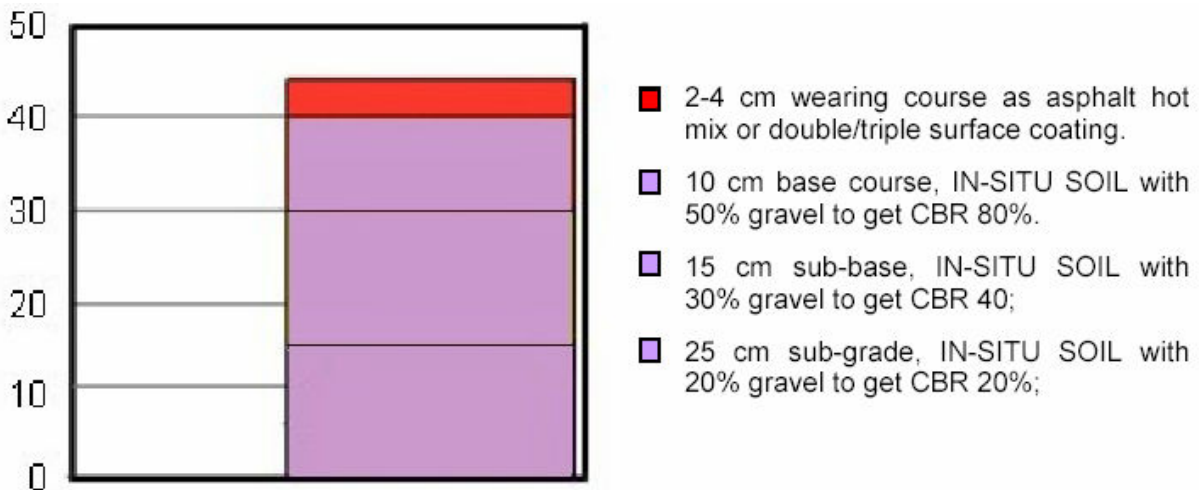 50
40
30
20
10
0
2-4 cm wearing course as asphalt hot
mix or double/triple surface coating.
10 cm base course, IN-SITU SOIL with
50% gravel to get CBR 80%.
15 cm sub-base, IN-SITU SOIL with
30% gravel to get CBR 40;
25 cm sub-grade, IN-SITU SOIL with
20% gravel to get CBR 20%;